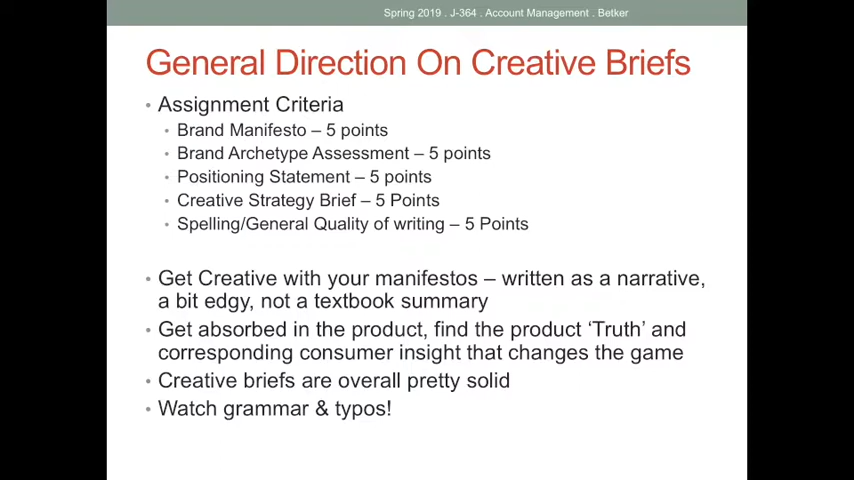 Spring 2019 . J-364 . Account Management . Betker
General Direction On Creative Briefs
• Assignment Criteria
• Brand Manifesto – 5 points
• Brand Archetype Assessment – 5 points
• Positioning Statement – 5 points
• Creative Strategy Brief – 5 Points
• Spelling/General Quality of writing – 5 Points
• Get Creative with your manifestos – written as a narrative,
a bit edgy, not a textbook summary
• Get absorbed in the product, find the product ‘Truth’ and
corresponding consumer insight that changes the game
• Creative briefs are overall pretty solid
• Watch grammar & typos!